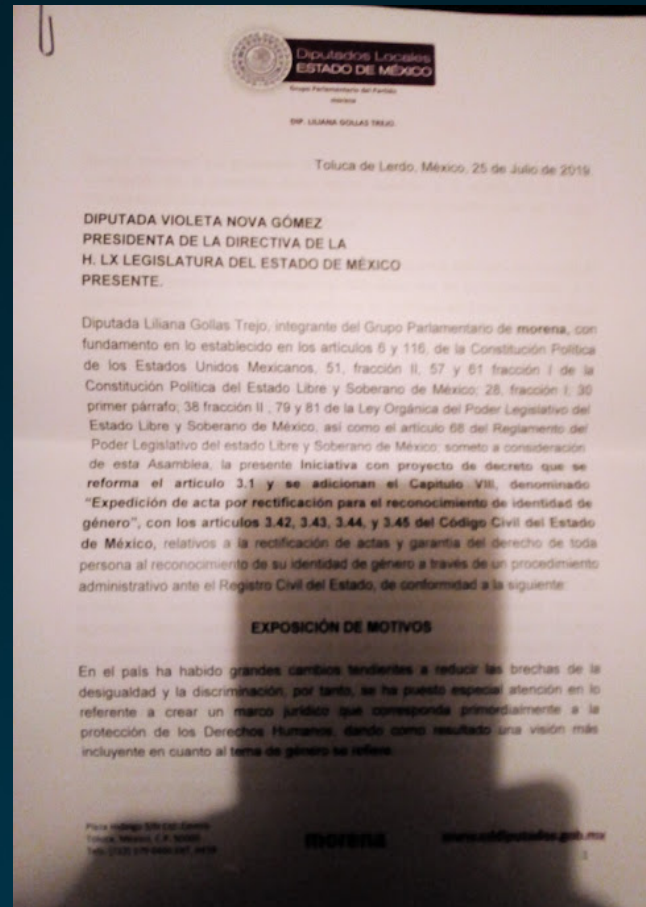 Diputados Locales
ESTADO DE MÉXICO
Grupo Parlamentario del Partido
morena
DIP. LILIANA GOLLAS TREJO.
Toluca de Lerdo, México, 25 de Julio de 2019
DIPUTADA VIOLETA NOVA GÓMEZ
PRESIDENTA DE LA DIRECTIVA DE LA
H. LX LEGISLATURA DEL ESTADO DE MÉXICO
PRESENTE.
Diputada Liliana Gollas Trejo, integrante del Grupo Parlamentario de morena, con
fundamento en lo establecido en los artículos 6 y 116, de la Constitución Política
de los Estados Unidos Mexicanos, 51, fracción II, 57 y 61 fracción I de la
Constitución Política del Estado Libre y Soberano de México; 28, fracción I; 30
primer párrafo; 38 fracción II ; 79 y 81 de la Ley Orgánica del Poder Legislativo del
Estado Libre y Soberano de México, así como el artículo 68 del Reglamento del
Poder Legislativo del estado Libre y Soberano de México; someto a consideración
de esta Asamblea, la presente Iniciativa con proyecto de decreto que se
reforma el artículo 3.1 y se adicionan el Capítulo VIII, denominado
“Expedición de acta por rectificación para el reconocimiento de identidad de
género”, con los artículos 3.42, 3.43, 3.44, y 3.45 del Código Civil del Estado
de México, relativos a la rectificación de actas y garantía del derecho de toda
persona al reconocimiento de su identidad de género a través de un procedimiento
administrativo ante el Registro Civil del Estado, de conformidad a la siguiente:
EXPOSICIÓN DE MOTIVOS
En el país ha habido grandes cambios tendientes a reducir las brechas de la
desigualdad y la discriminación, por tanto, se ha puesto especial atención en lo
referente a crear un marco jurídico que corresponda primordialmente a la
protección de los Derechos Humanos, dando como resultado una visión más
incluyente en cuanto al tema de género se refiere.
Plaza Hidalgo S/N Col. Centro
Toluca, México, C.P. 50000
morena
1